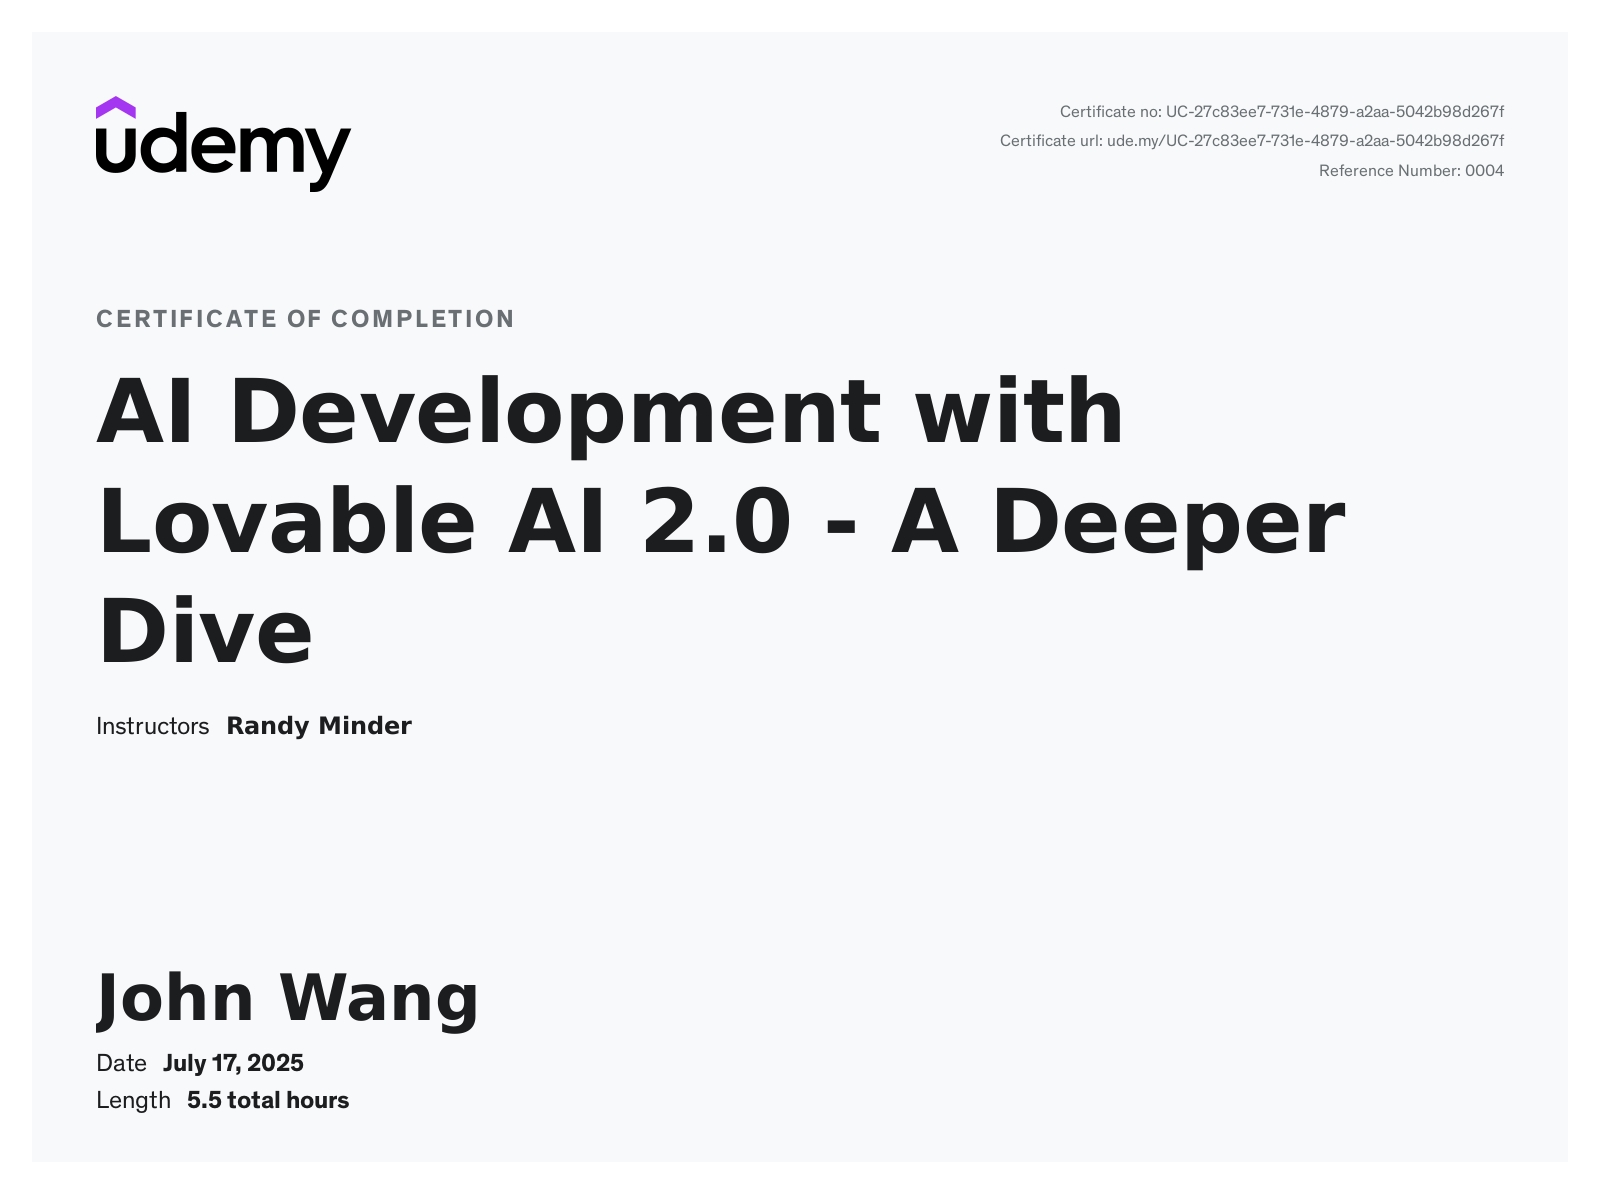 udemy
Certificate no: UC-27c83ee7-731e-4879-a2aa-5042b98d267f
Certificate url: ude.my/UC-27c83ee7-731e-4879-a2aa-5042b98d267f
Reference Number: 0004
CERTIFICATE OF COMPLETION
AI Development with
Lovable AI 2.0 - A Deeper
Dive
Instructors Randy Minder
John Wang
Date July 17, 2025
Length 5.5 total hours